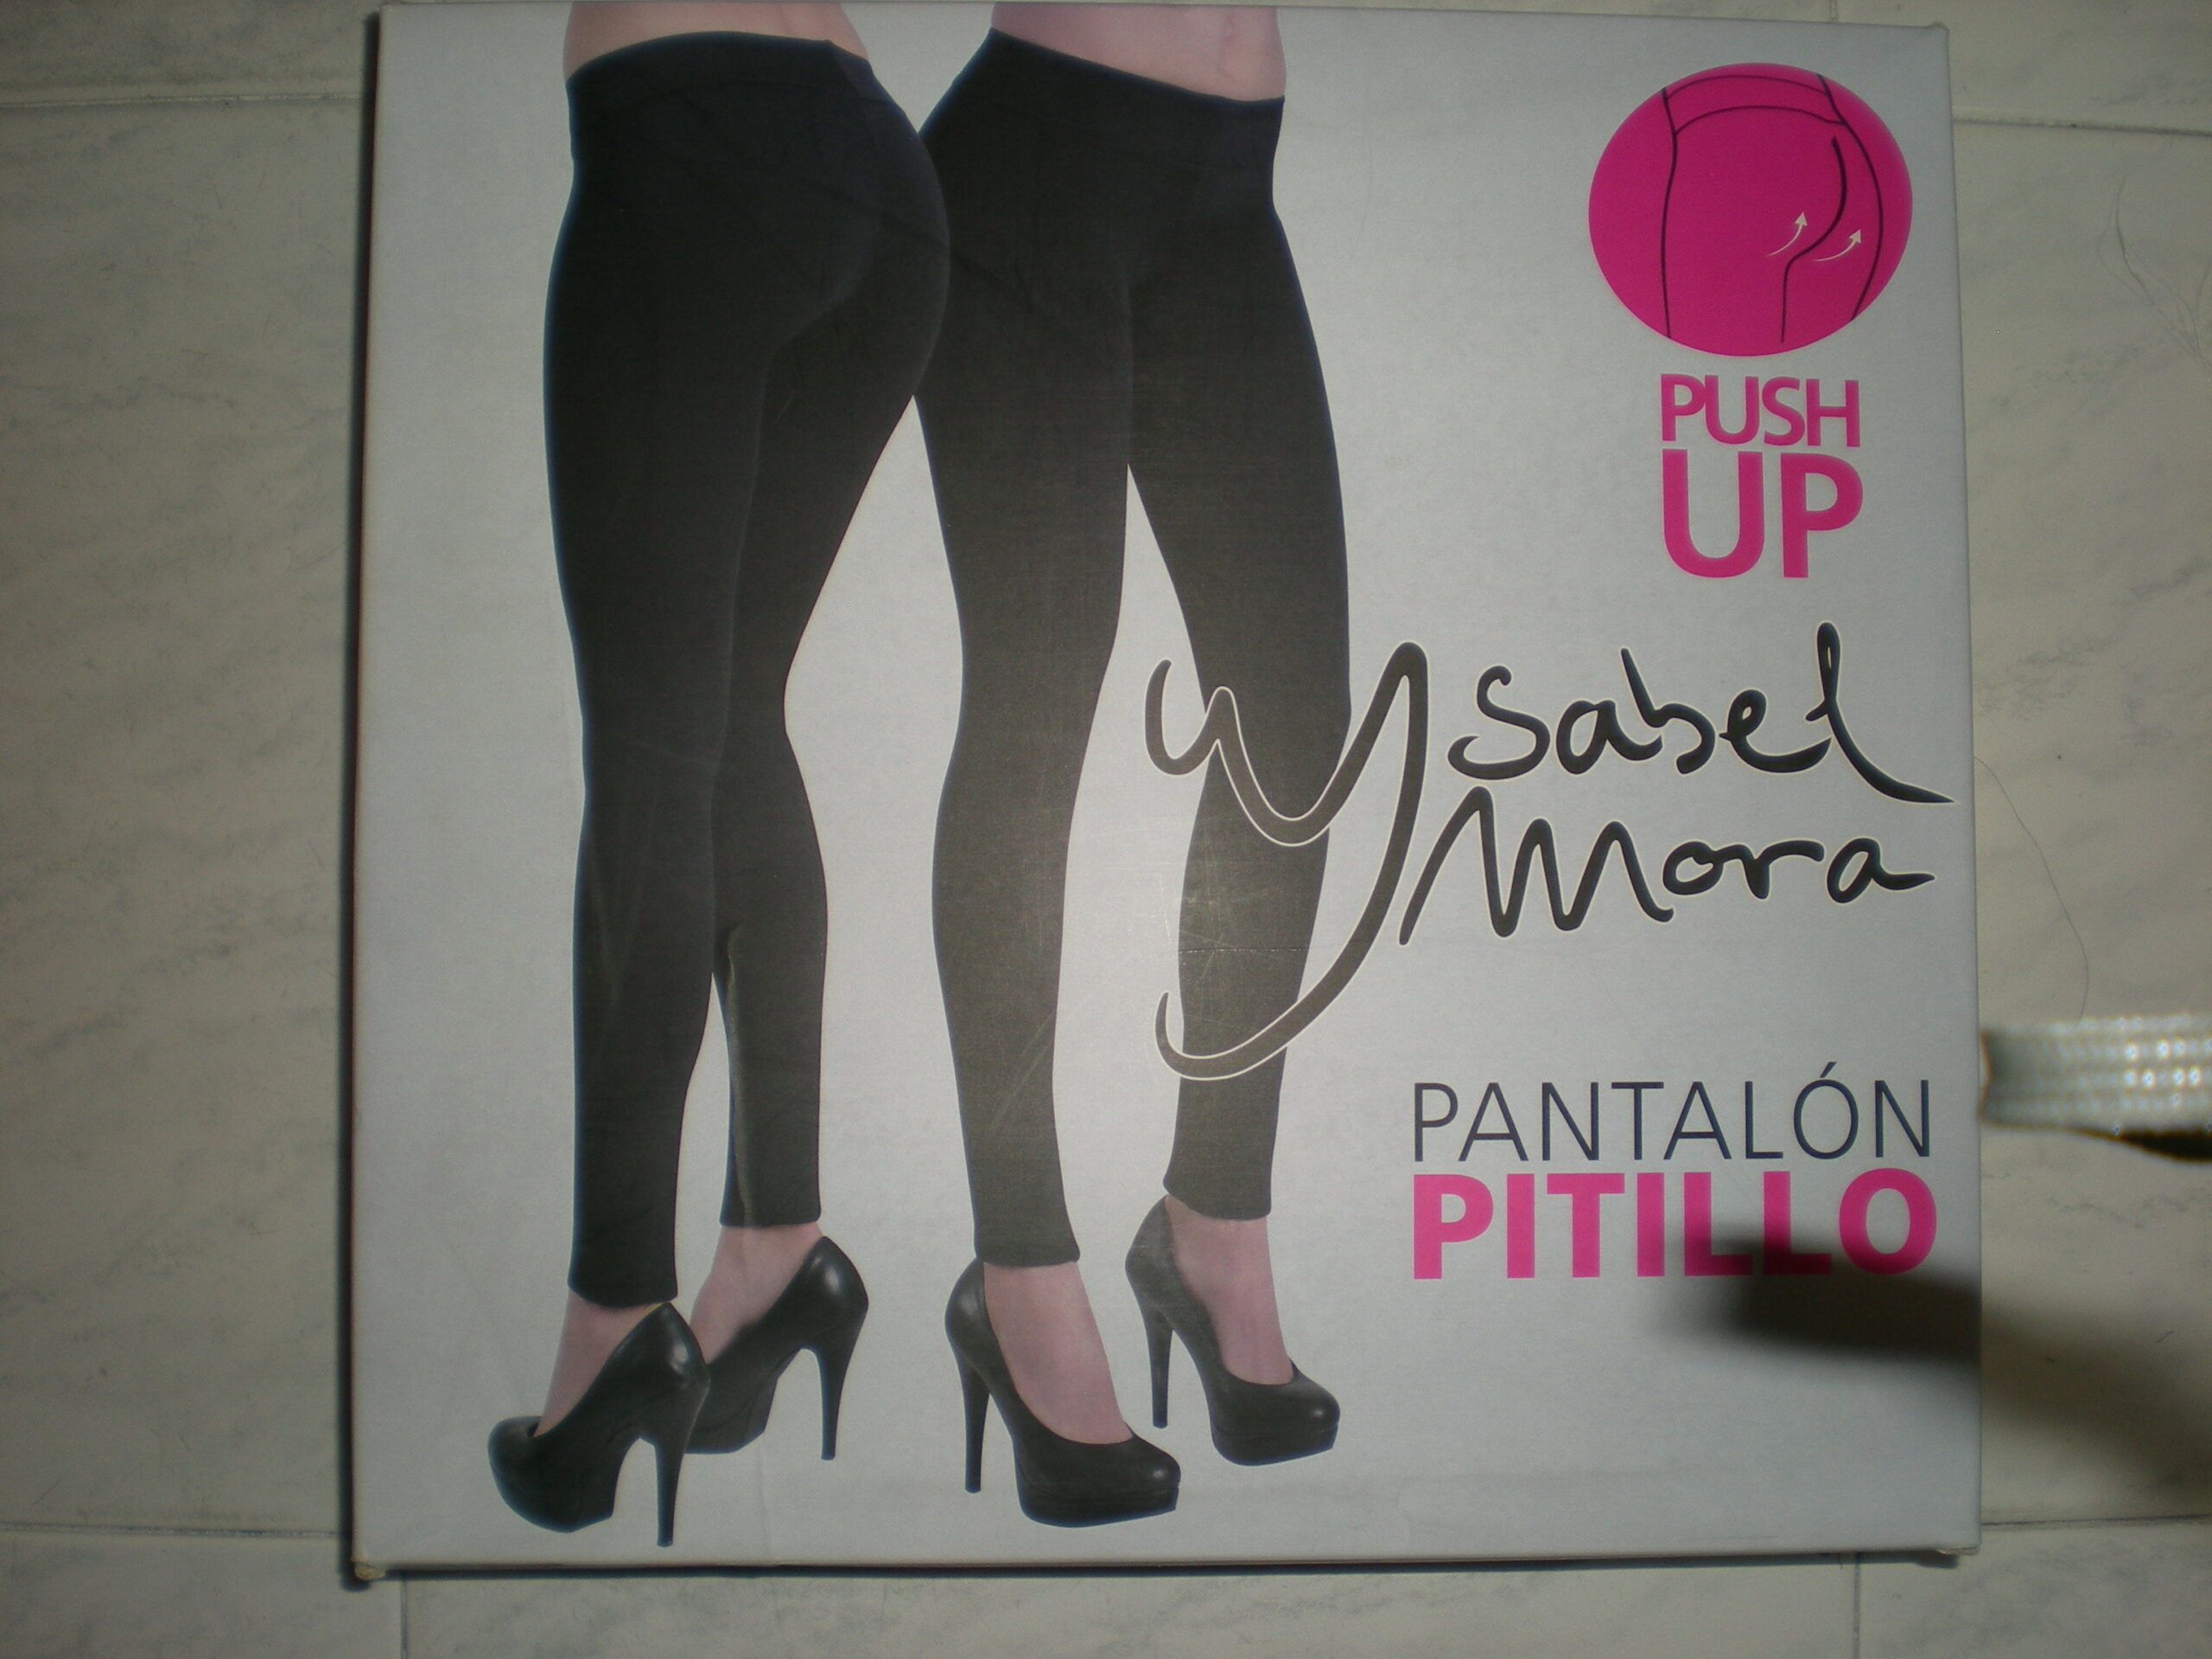 PUSH
UP
Ysabel
Mora
PANTALÓN
PITILLO